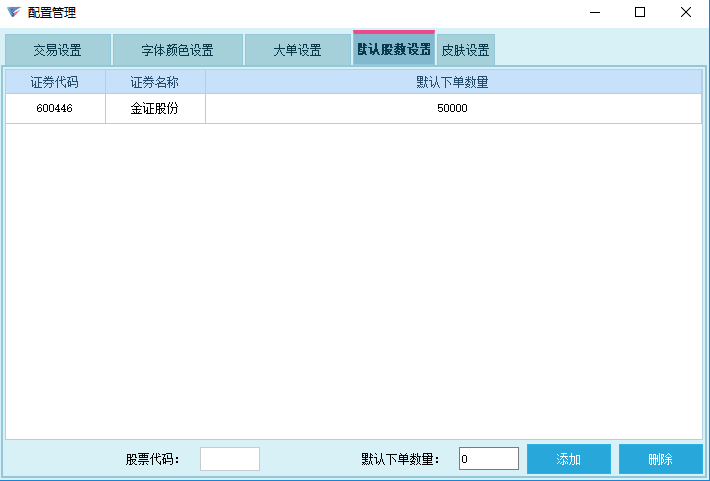 配置管理
交易设置 字体颜色设置 大单设置 默认股数设置 皮肤设置
证券代码 证券名称 默认下单数量
600446 金证股份 50000
股票代码: 默认下单数量: 0 添加 删除